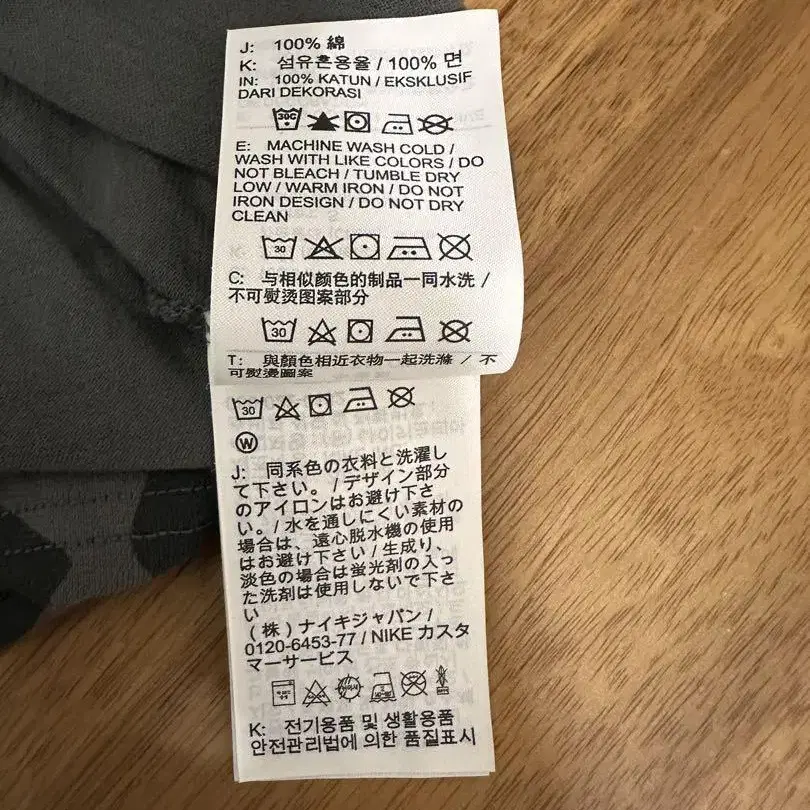 J: 100% 綿
K: 섬유혼용율 / 100% 면
IN: 100% KATUN / EKSKLUSIF
DARI DEKORASI
30C
E: MACHINE WASH COLD /
WASH WITH LIKE COLORS / DO
NOT BLEACH / TUMBLE DRY
LOW / WARM IRON / DO NOT
IRON DESIGN / DO NOT DRY
CLEAN
30
C: 与相似颜色的制品一同水洗 /
不可熨烫图案部分
30
T: 與顏色相近衣物一起洗滌 / 不
可熨燙圖案
30
W
J: 同系色の衣料と洗濯し
て下さい。/ デザイン部分
のアイロンはお避け下さ
い。/ 水を通しにくい素材の
場合は、遠心脱水機の使用
はお避け下さい / 生成り、
淡色の場合は蛍光剤の入っ
た洗剤は使用しないで下さ
い
(株) ナイキジャパン /
0120-6453-77 / NIKE カスタ
マーサービス
K: 전기용품 및 생활용품
안전관리법에 의한 품질표시